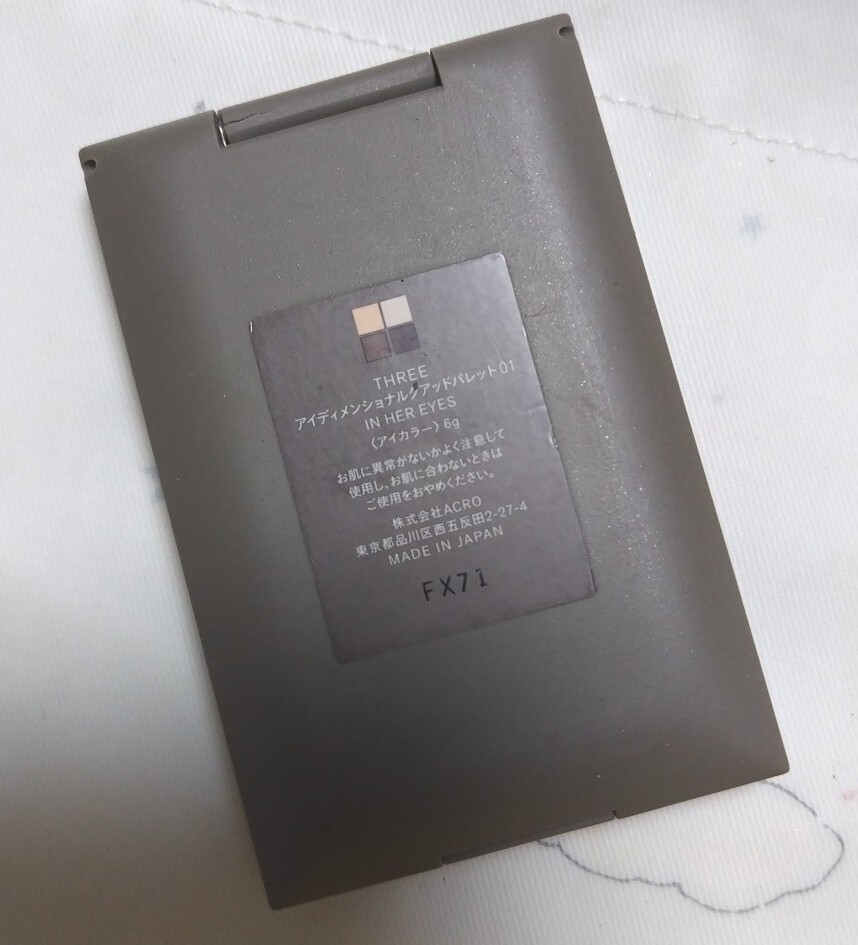 THREE
アイディメンショナルクアッドパレット 01
IN HER EYES
〈アイカラー〉6g
お肌に異常がないかよく注意して
使用し、お肌に合わないときは
ご使用をおやめください。
株式会社ACRO
東京都品川区西五反田2-27-4
MADE IN JAPAN
FX71